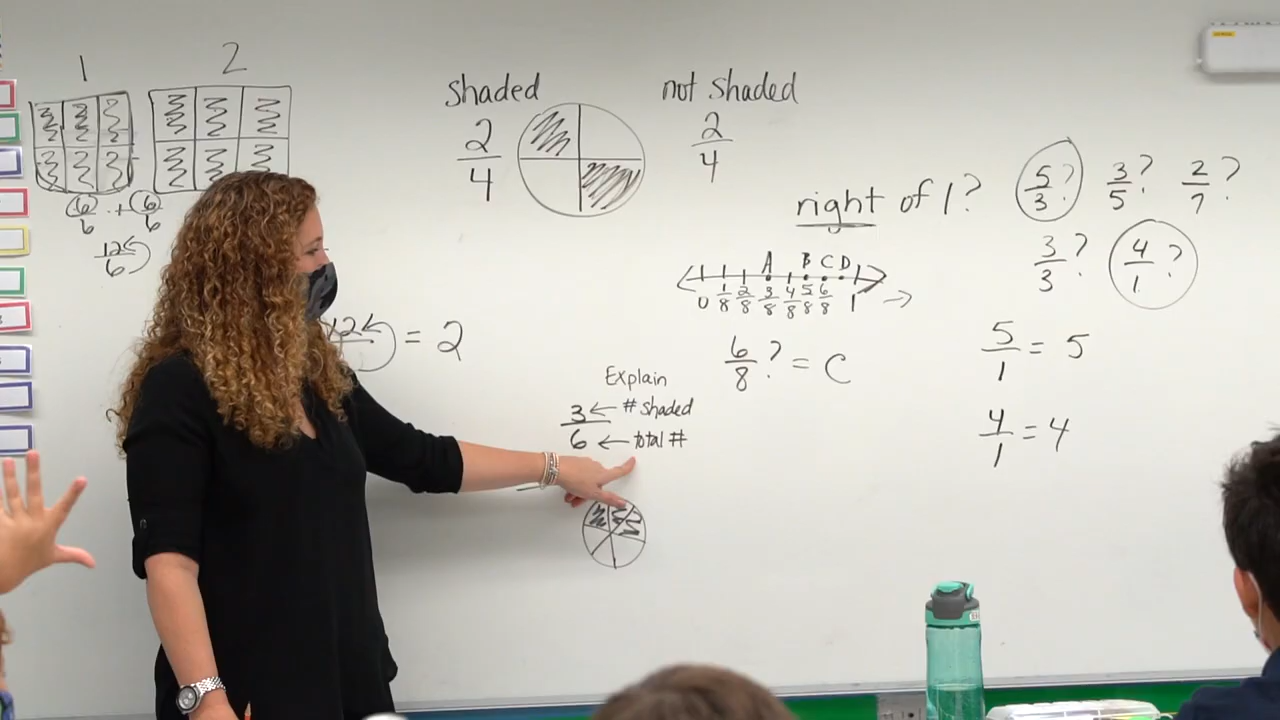 1 2
6/6 + 6/6
12/6
12 = 2
shaded
2/4
not shaded
2/4
right of 1?
5/3? 3/5? 2/7?
3/3? 4/1?
A B C D
0 1/8 2/8 3/8 4/8 5/8 6/8 1
6/8? = C
5/1 = 5
4/1 = 4
Explain
3 ← # shaded
6 ← total #